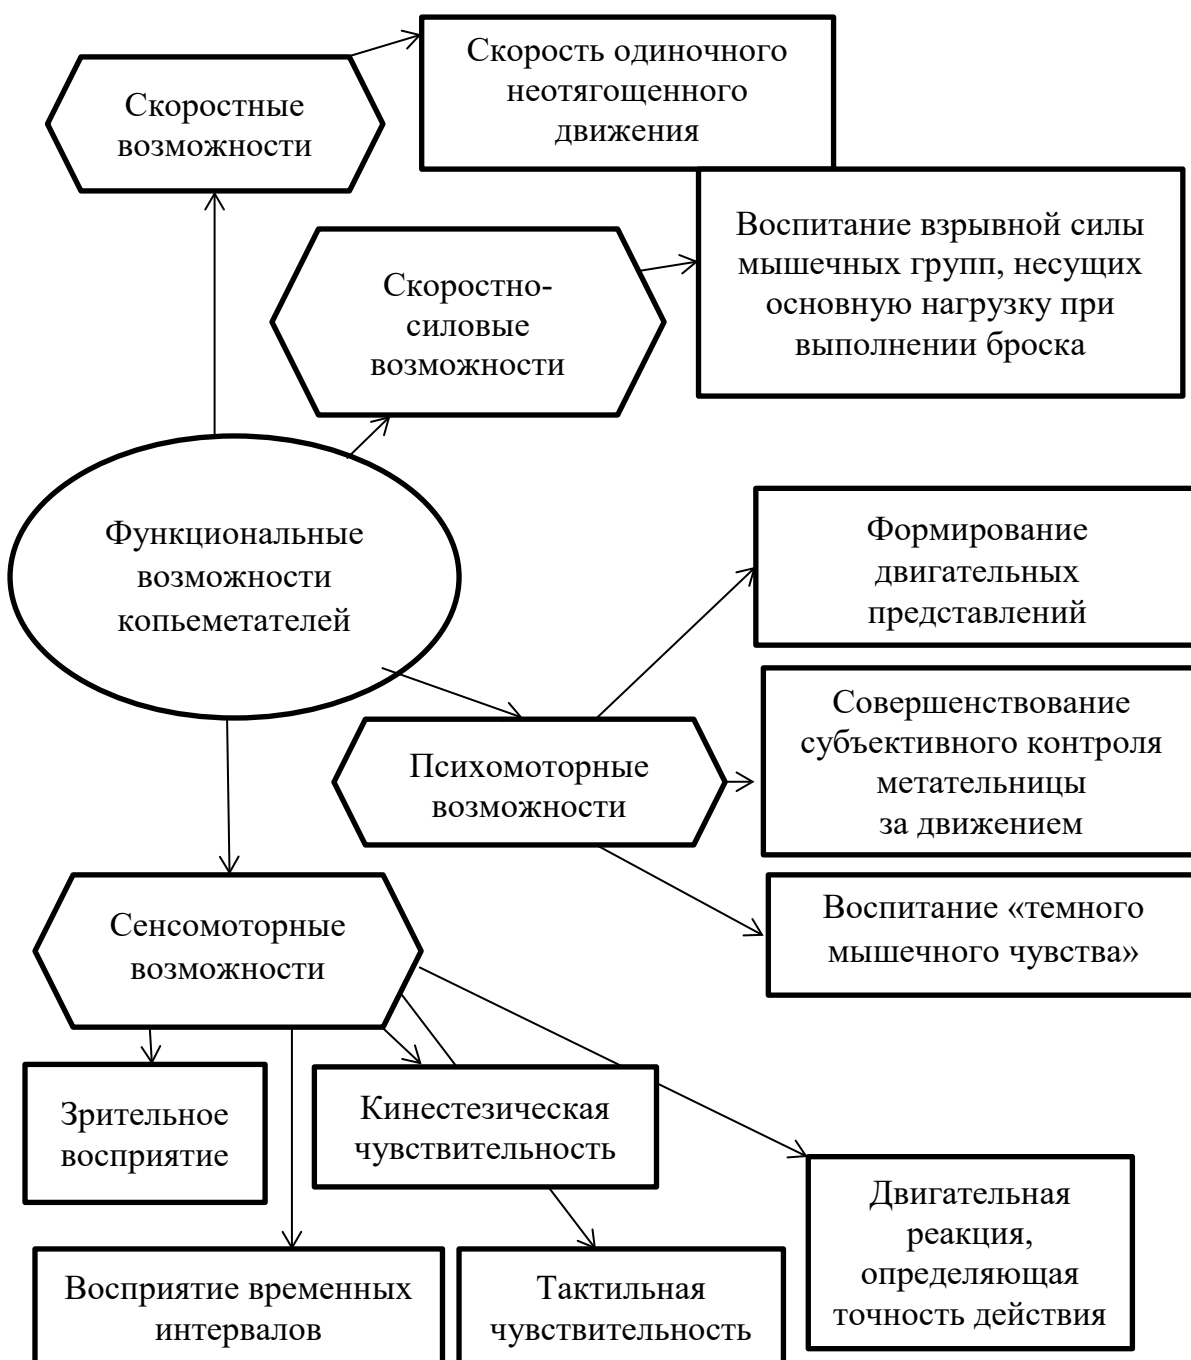 Скорость одиночного
неотягощенного
движения
Скоростные
возможности
Воспитание взрывной силы
мышечных групп, несущих
основную нагрузку при
выполнении броска
Скоростно-
силовые
возможности
Функциональные
возможности
копьеметателей
Формирование
двигательных
представлений
Совершенствование
субъективного контроля
метательницы
за движением
Психомоторные
возможности
Воспитание «темного
мышечного чувства»
Сенсомоторные
возможности
Зрительное
восприятие
Кинестезическая
чувствительность
Двигательная
реакция,
определяющая
точность действия
Восприятие временных
интервалов
Тактильная
чувствительность